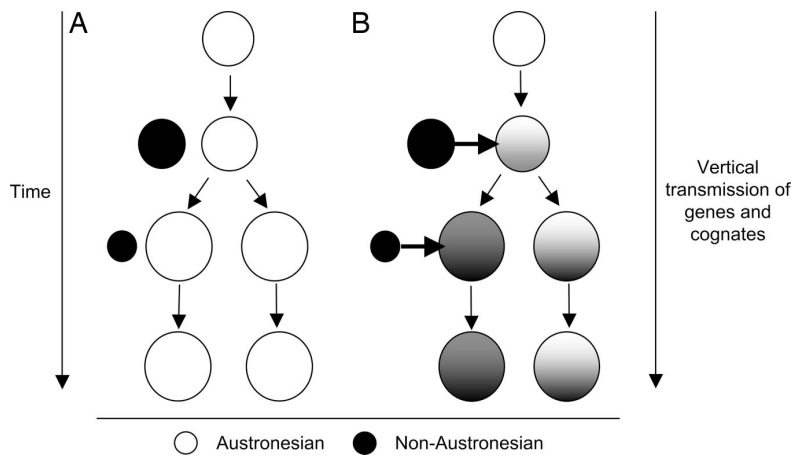 A
B
Time
Vertical
transmission of
genes and
cognates
Austronesian
Non-Austronesian